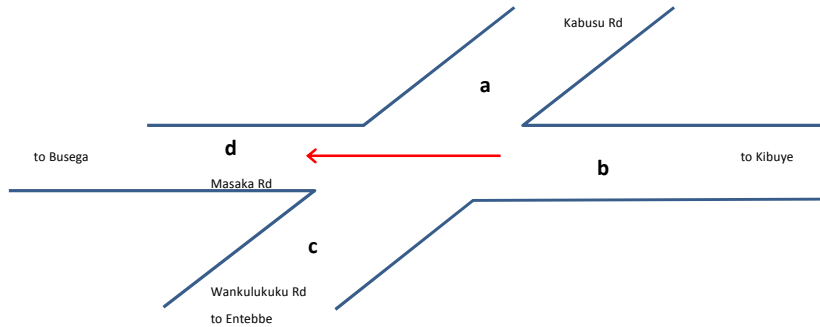 Kabusu Rd
a
to Busega
d
b
to Kibuye
Masaka Rd
c
Wankulukuku Rd
to Entebbe